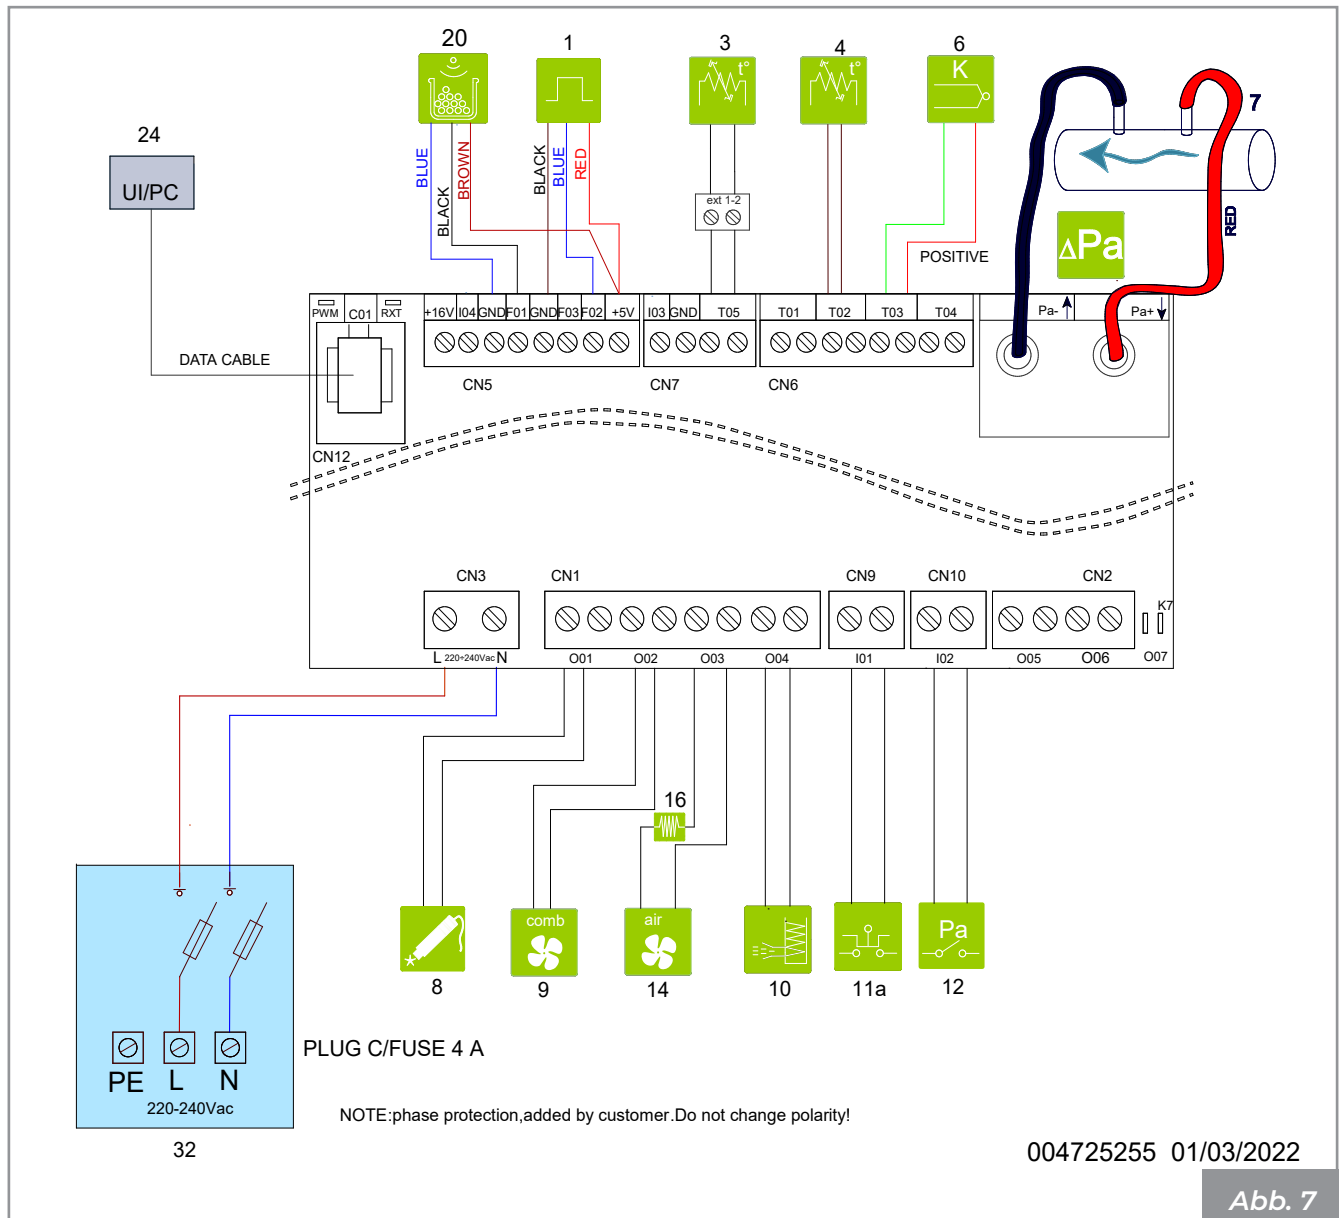 20 1 3 4 6
t° t° K
7
24
UI/PC
BLUE BLACK BROWN BLACK BLUE RED
ext 1-2
POSITIVE
RED
ΔPa
PWM C01 RXT +16V I04 GND F01 GND F03 F02 +5V I03 GND T05 T01 T02 T03 T04 Pa- Pa+
DATA CABLE
CN5 CN7 CN6
CN12
CN3 CN1 CN9 CN10 CN2
K7
L 220÷240Vac N O01 O02 O03 O04 I01 I02 O05 O06 O07
16
comb air Pa
8 9 14 10 11a 12
PLUG C/FUSE 4 A
PE L N
220-240Vac
NOTE:phase protection,added by customer.Do not change polarity!
32
004725255 01/03/2022
Abb. 7